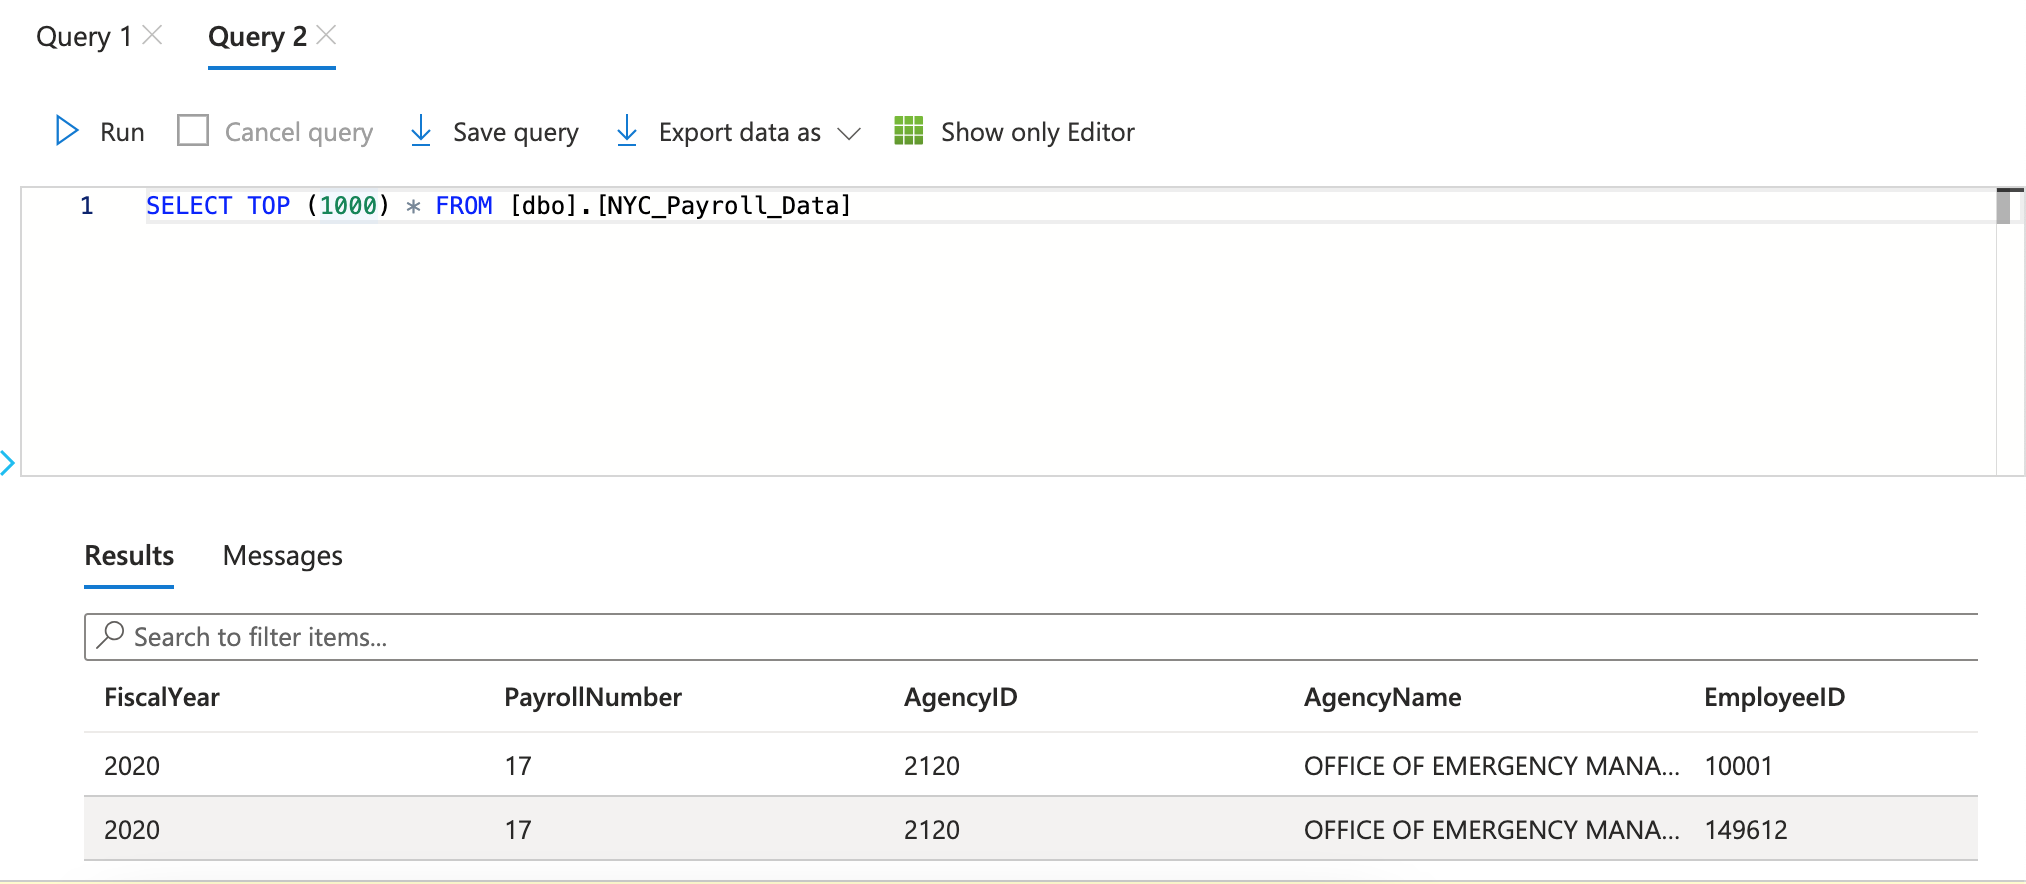 Query 1 Query 2
Run Cancel query Save query Export data as Show only Editor
1 SELECT TOP (1000) * FROM [dbo].[NYC_Payroll_Data]
Results Messages
Search to filter items...
FiscalYear PayrollNumber AgencyID AgencyName EmployeeID
2020 17 2120 OFFICE OF EMERGENCY MANA... 10001
2020 17 2120 OFFICE OF EMERGENCY MANA... 149612